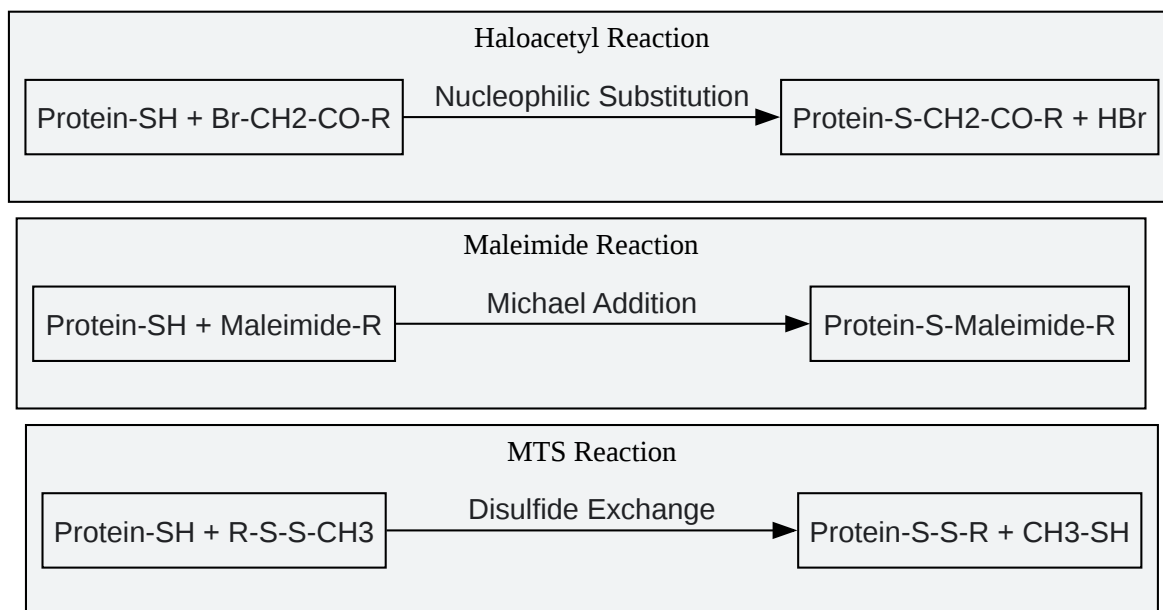 Haloacetyl Reaction
Nucleophilic Substitution
Protein-SH + Br-CH2-CO-R
Protein-S-CH2-CO-R + HBr
Maleimide Reaction
Michael Addition
Protein-SH + Maleimide-R
Protein-S-Maleimide-R
MTS Reaction
Disulfide Exchange
Protein-SH + R-S-S-CH3
Protein-S-S-R + CH3-SH